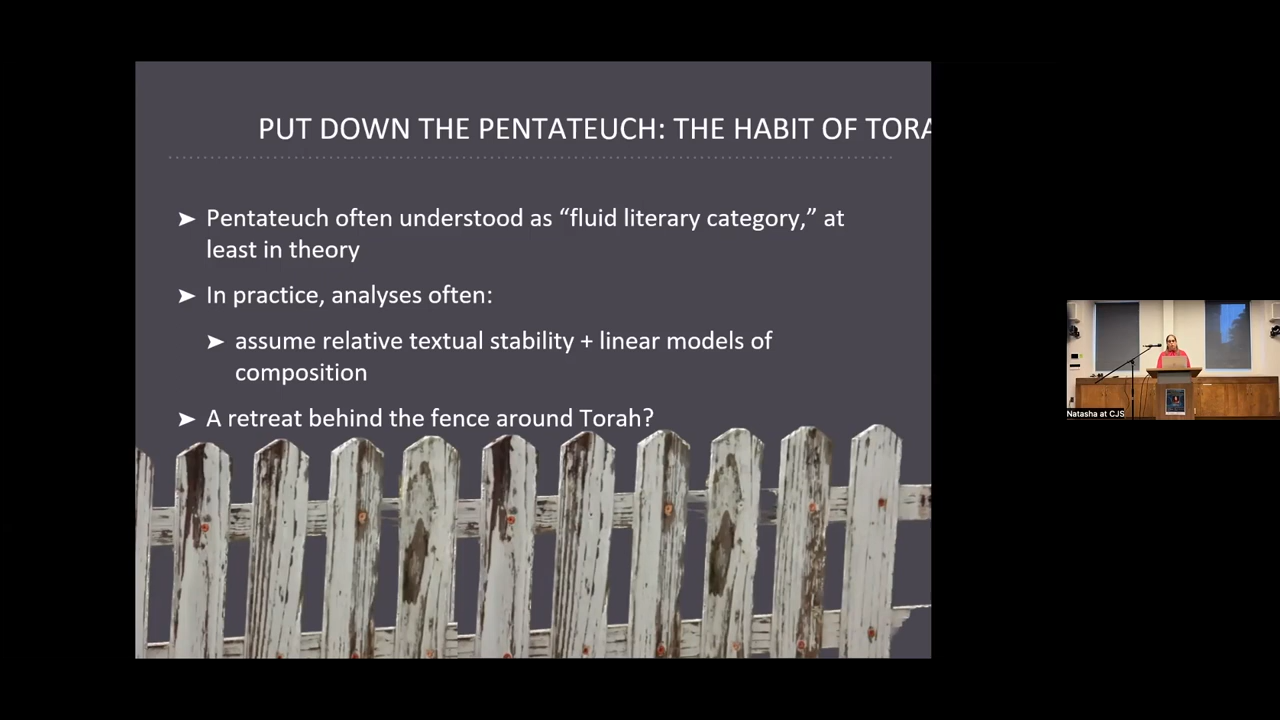 PUT DOWN THE PENTATEUCH: THE HABIT OF TORA
➤ Pentateuch often understood as “fluid literary category,” at
least in theory
➤ In practice, analyses often:
➤ assume relative textual stability + linear models of
composition
➤ A retreat behind the fence around Torah?
Natasha at CJS